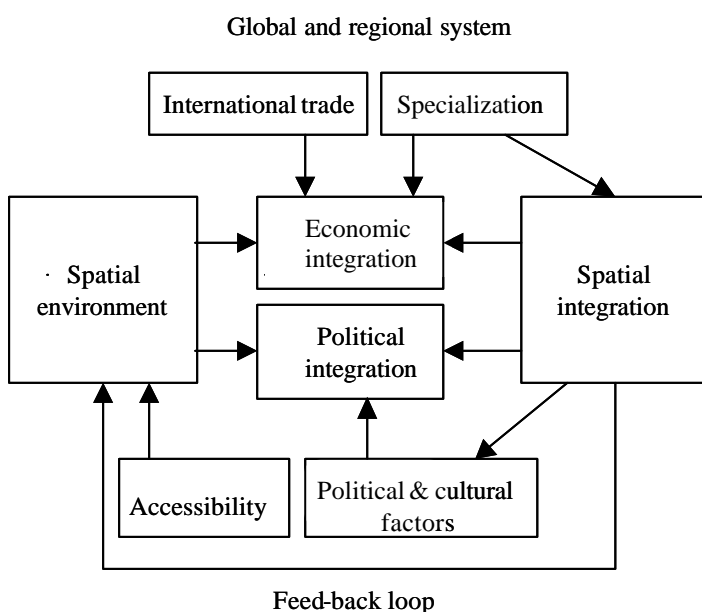 Global and regional system
International trade
Specialization
Economic
integration
Spatial
environment
Spatial
integration
Political
integration
Accessibility
Political & cultural
factors
Feed-back loop